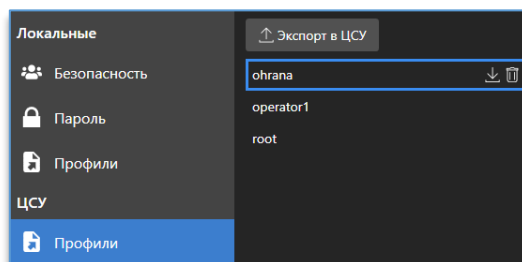 Локальные
Безопасность
Пароль
Профили
ЦСУ
Профили
Экспорт в ЦСУ
ohrana
operator1
root